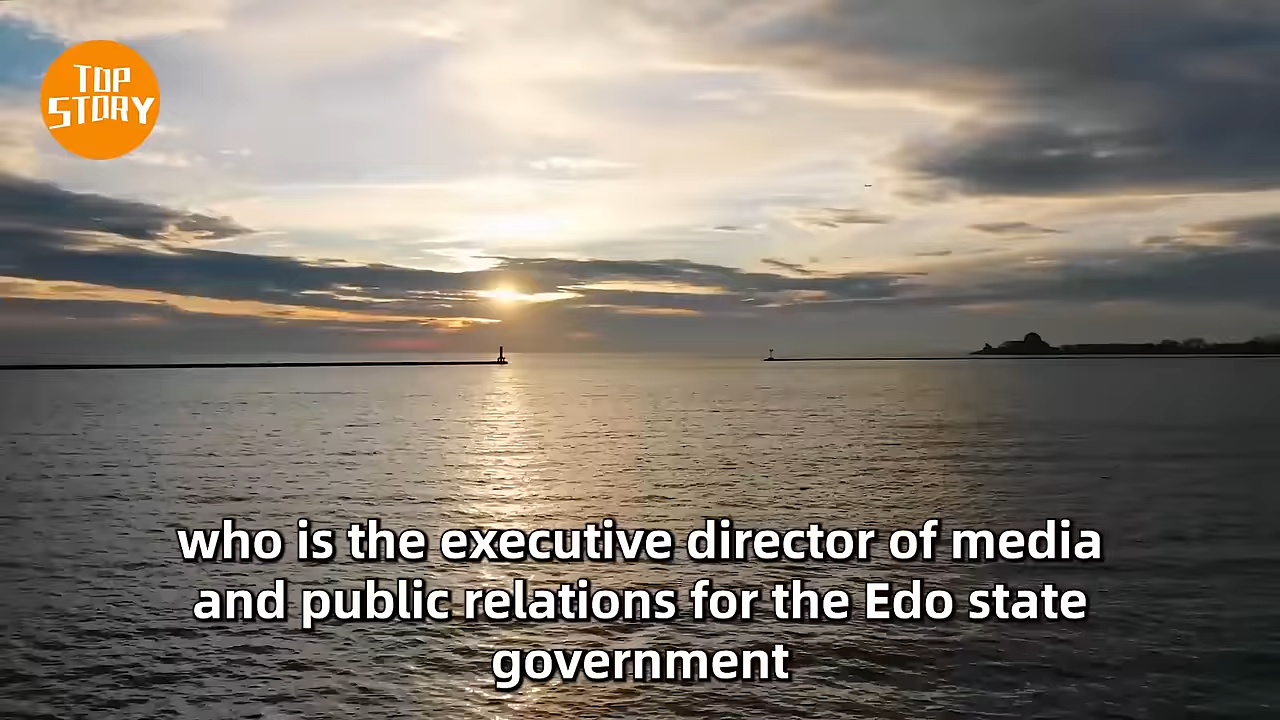 TOP
STORY
who is the executive director of media
and public relations for the Edo state
government